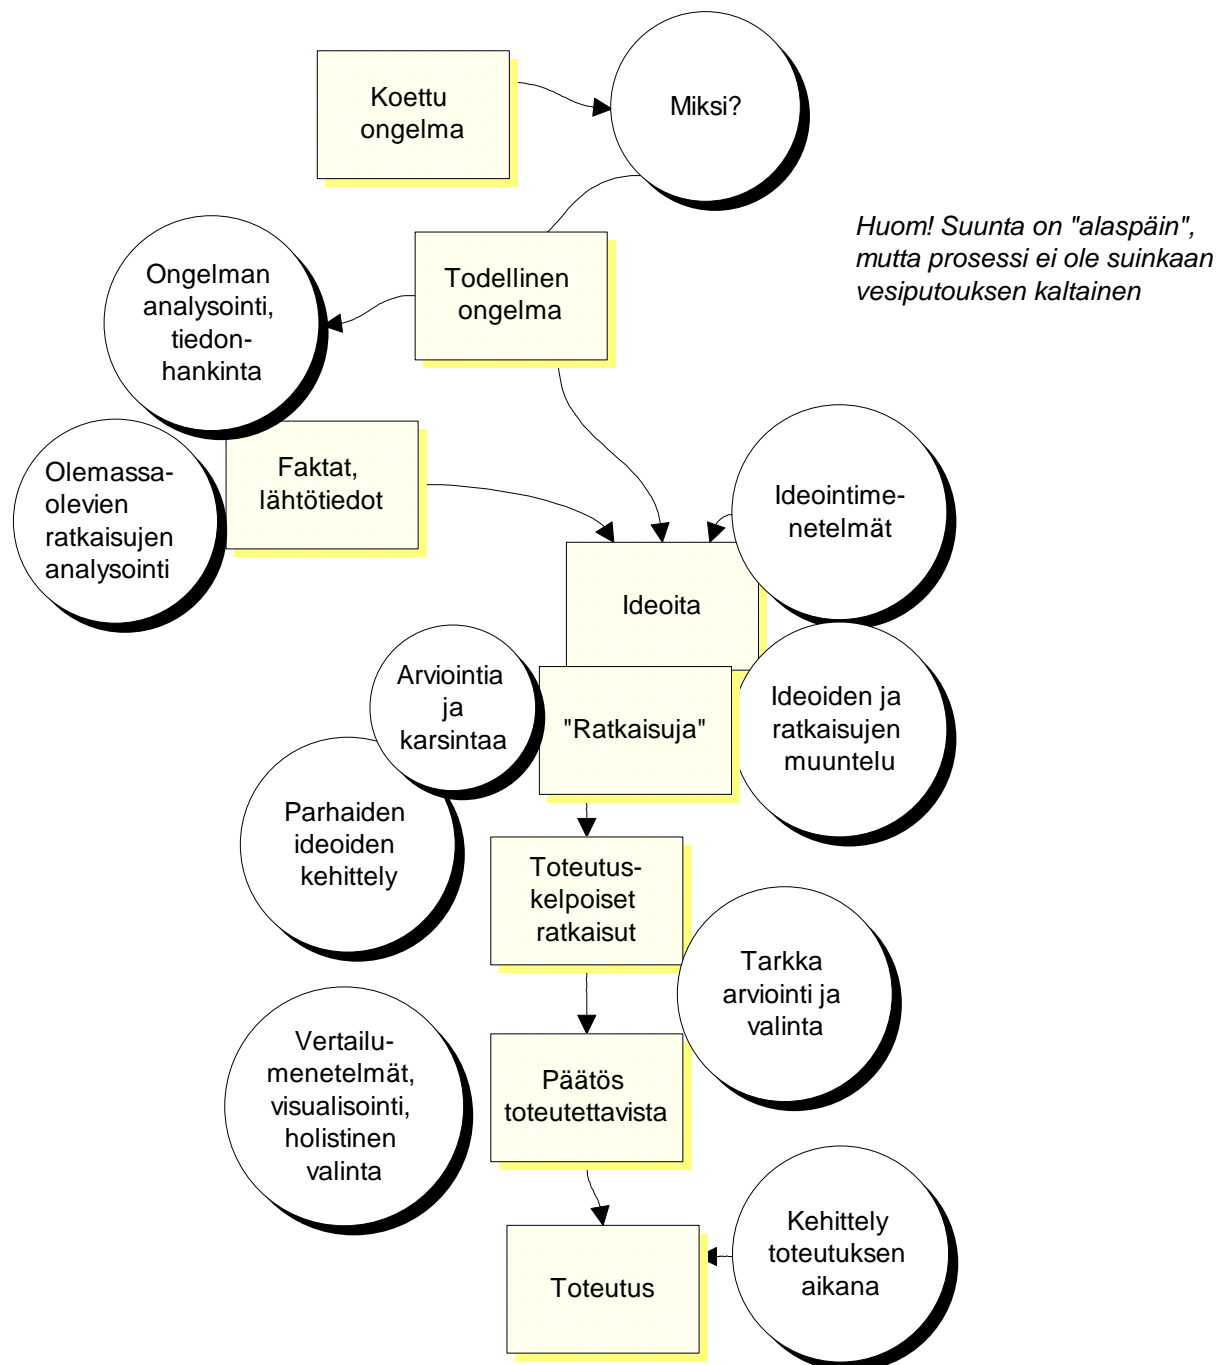 Koettu
ongelma
Miksi?
Huom! Suunta on "alaspäin",
mutta prosessi ei ole suinkaan
vesiputouksen kaltainen
Todellinen
ongelma
Ongelman
analysointi,
tiedon-
hankinta
Olemassa-
olevien
ratkaisujen
analysointi
Faktat,
lähtötiedot
Ideointime-
netelmät
Ideoita
Arviointia
ja
karsintaa
"Ratkaisuja"
Ideoiden ja
ratkaisujen
muuntelu
Parhaiden
ideoiden
kehittely
Toteutus-
kelpoiset
ratkaisut
Tarkka
arviointi ja
valinta
Vertailu-
menetelmät,
visualisointi,
holistinen
valinta
Päätös
toteutettavista
Kehittely
toteutuksen
aikana
Toteutus